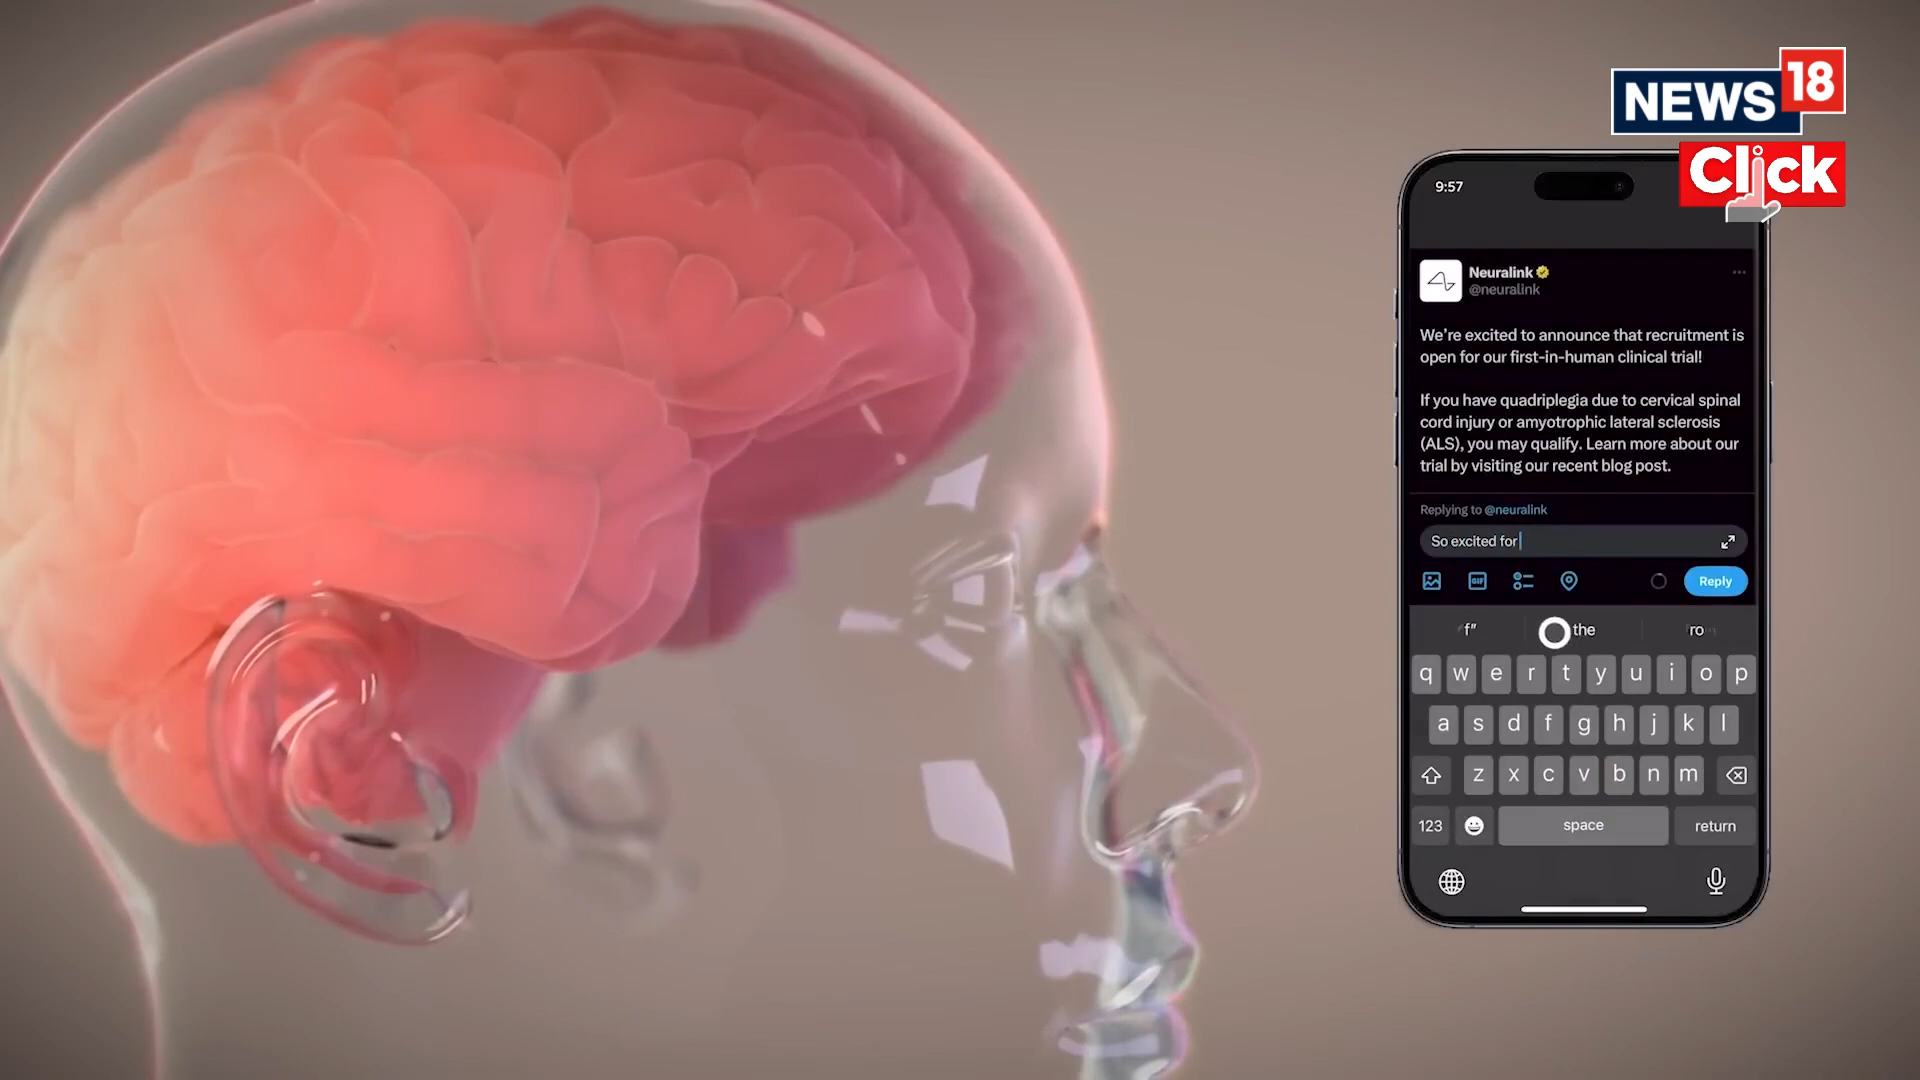 NEWS 18
Click
9:57
Neuralink
@neuralink
We're excited to announce that recruitment is
open for our first-in-human clinical trial!
If you have quadriplegia due to cervical spinal
cord injury or amyotrophic lateral sclerosis
(ALS), you may qualify. Learn more about our
trial by visiting our recent blog post.
Replying to @neuralink
So excited for
GIF
Reply
f" the ro
q w e r t y u i o p
a s d f g h j k l
z x c v b n m
123 space return